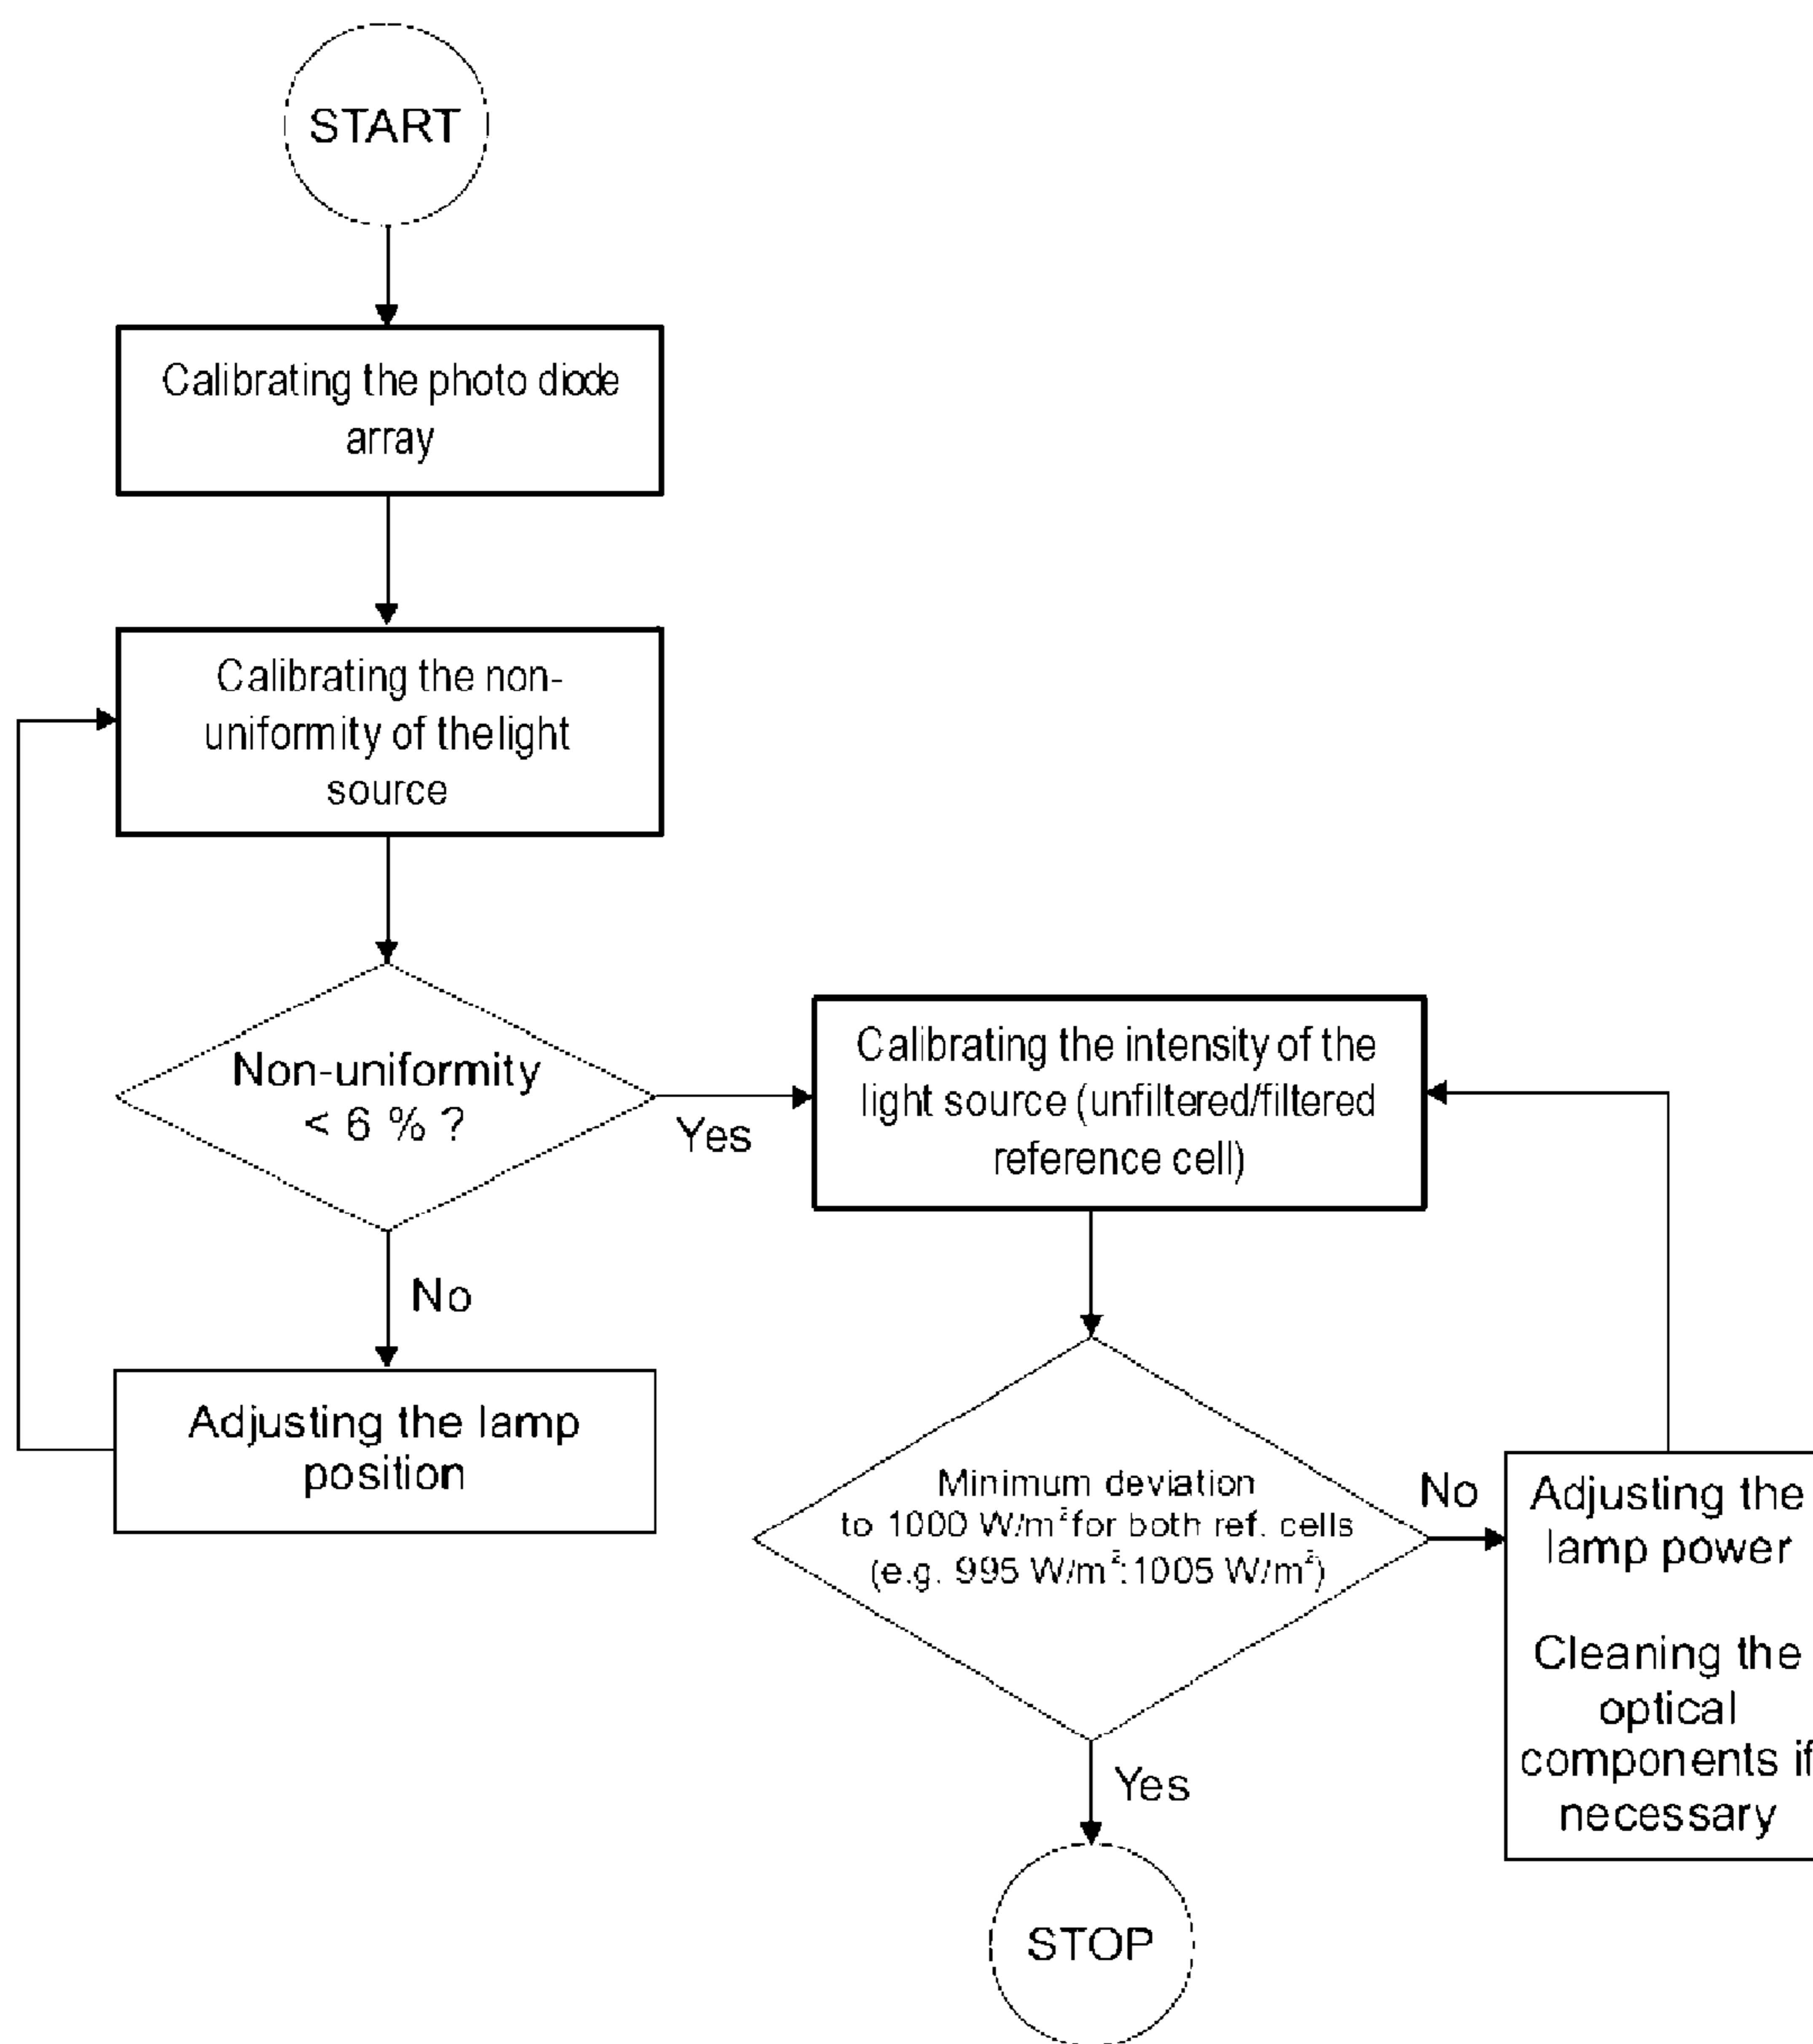 START
Calibrating the photo diode
array
Calibrating the non-
uniformity of thelight
source
Non-uniformity
< 6 % ?
Yes
No
Adjusting the lamp
position
Calibrating the intensity of the
light source (unfiltered/filtered
reference cell)
Minimum deviation
to 1000 W/m² for both ref. cells
(e.g. 995 W/m²:1005 W/m²)
No
Adjusting the
lamp power
Cleaning the
optical
components if
necessary
Yes
STOP